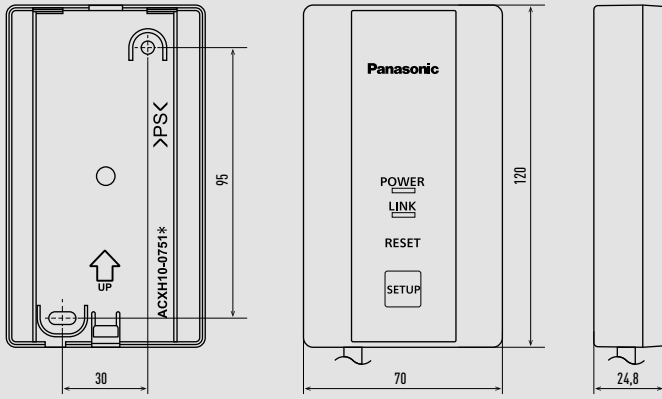 >PS<
95
UP
ACXH10-0751*
30
Panasonic
POWER
LINK
RESET
SETUP
120
70
24,8